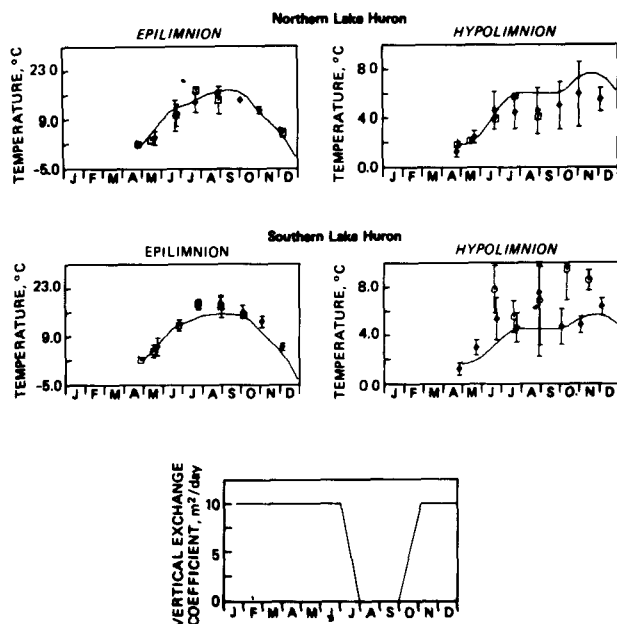 Northern Lake Huron
EPILIMNION
HYPOLIMNION
TEMPERATURE, °C
23.0
9.0
-5.0
J F M A M J J A S O N D
TEMPERATURE, °C
8.0
4.0
0.0
J F M A M J J A S O N D
Southern Lake Huron
EPILIMNION
HYPOLIMNION
TEMPERATURE, °C
23.0
9.0
-5.0
J F M A M J J A S O N D
TEMPERATURE, °C
8.0
4.0
0
J F M A M J J A S O N D
VERTICAL EXCHANGE
COEFFICIENT, m²/day
10
5
0
J F M A M J J A S O N D